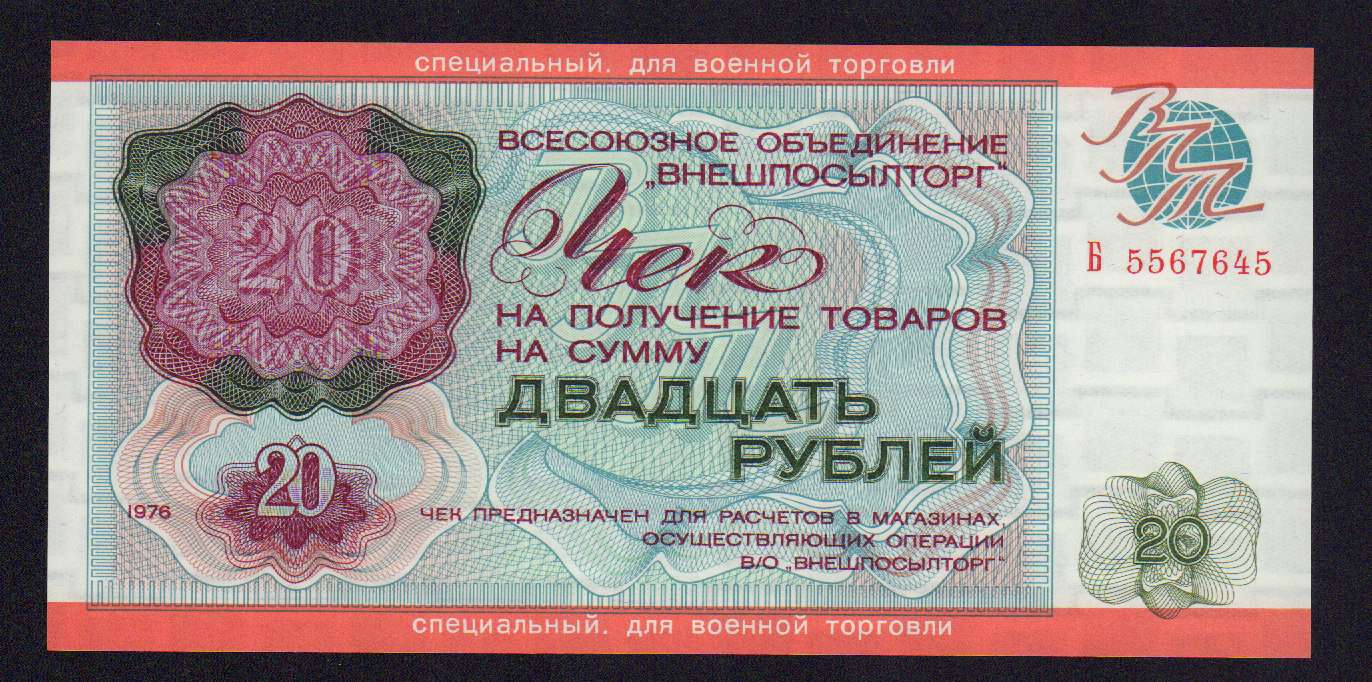 специальный. для военной торговли
ВПТ
ВСЕСОЮЗНОЕ ОБЪЕДИНЕНИЕ
„ВНЕШПОСЫЛТОРГ"
Чек
Б 5567645
НА ПОЛУЧЕНИЕ ТОВАРОВ
НА СУММУ
ДВАДЦАТЬ
РУБЛЕЙ
20
20
1976
ЧЕК ПРЕДНАЗНАЧЕН ДЛЯ РАСЧЕТОВ В МАГАЗИНАХ,
ОСУЩЕСТВЛЯЮЩИХ ОПЕРАЦИИ
В/О „ВНЕШПОСЫЛТОРГ"
20
специальный. для военной торговли